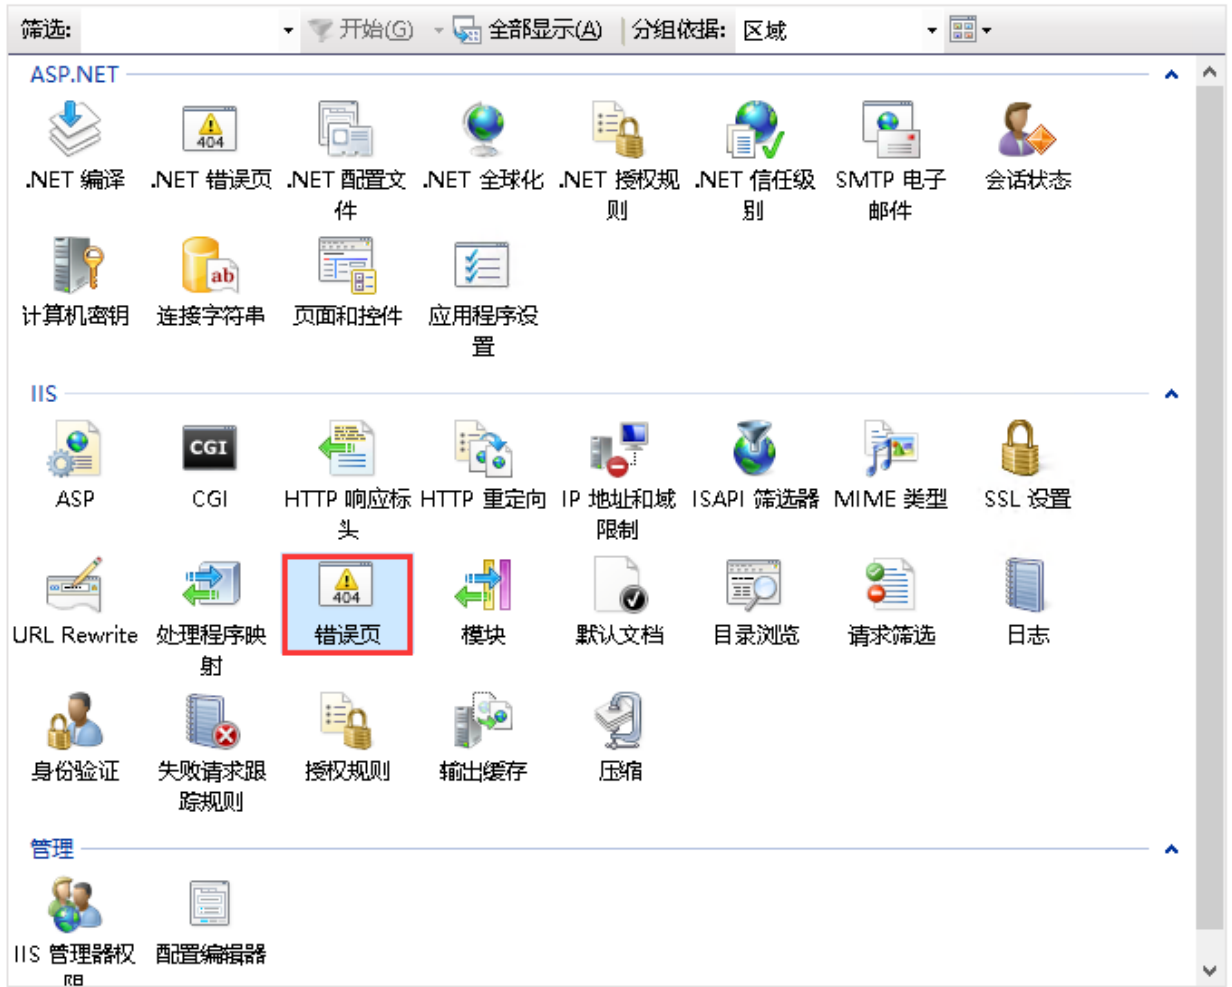 筛选: 开始(G) 全部显示(A) 分组依据: 区域
ASP.NET
404
.NET 编译 .NET 错误页 .NET 配置文 .NET 全球化 .NET 授权规 .NET 信任级 SMTP 电子 会话状态
件 则 别 邮件
ab
计算机密钥 连接字符串 页面和控件 应用程序设
置
IIS
CGI
ASP CGI HTTP 响应标 HTTP 重定向 IP 地址和域 ISAPI 筛选器 MIME 类型 SSL 设置
头 限制
404
URL Rewrite 处理程序映 错误页 模块 默认文档 目录浏览 请求筛选 日志
射
身份验证 失败请求跟 授权规则 输出缓存 压缩
踪规则
管理
IIS 管理器权 配置编辑器
限